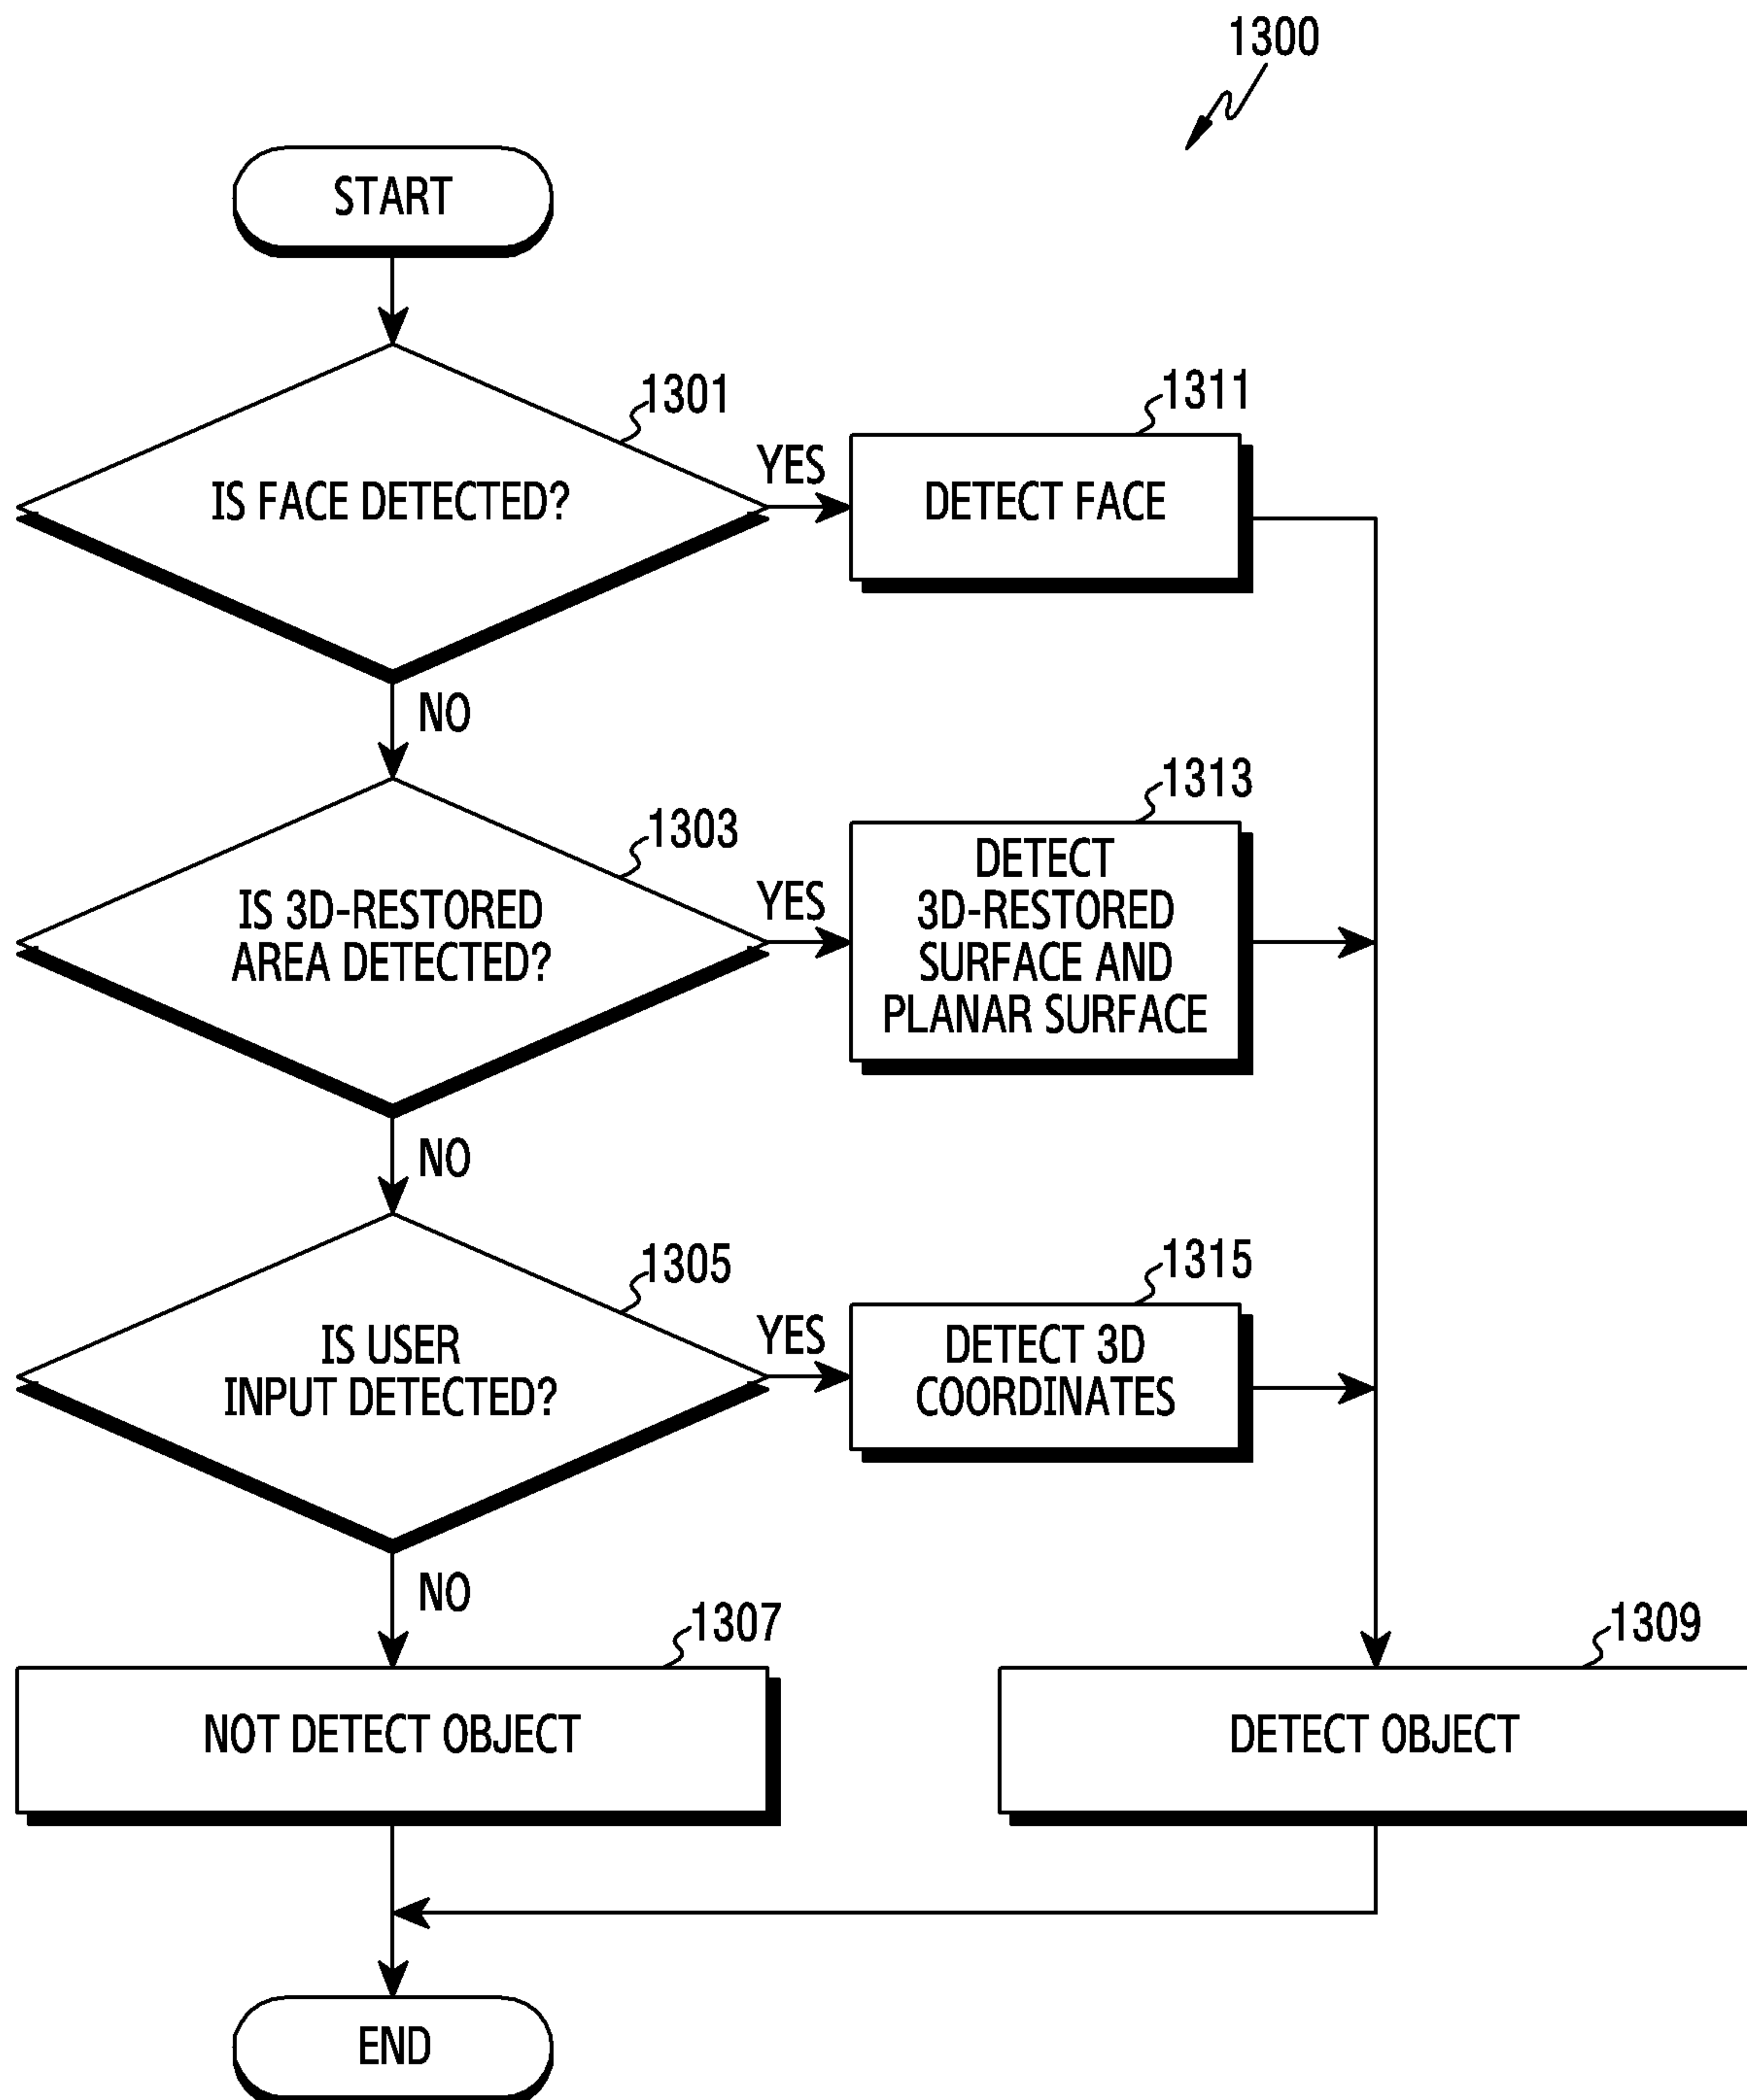 1300
START
1301
IS FACE DETECTED?
YES
1311
DETECT FACE
NO
1303
IS 3D-RESTORED
AREA DETECTED?
YES
1313
DETECT
3D-RESTORED
SURFACE AND
PLANAR SURFACE
NO
1305
IS USER
INPUT DETECTED?
YES
1315
DETECT 3D
COORDINATES
NO
1307
NOT DETECT OBJECT
1309
DETECT OBJECT
END